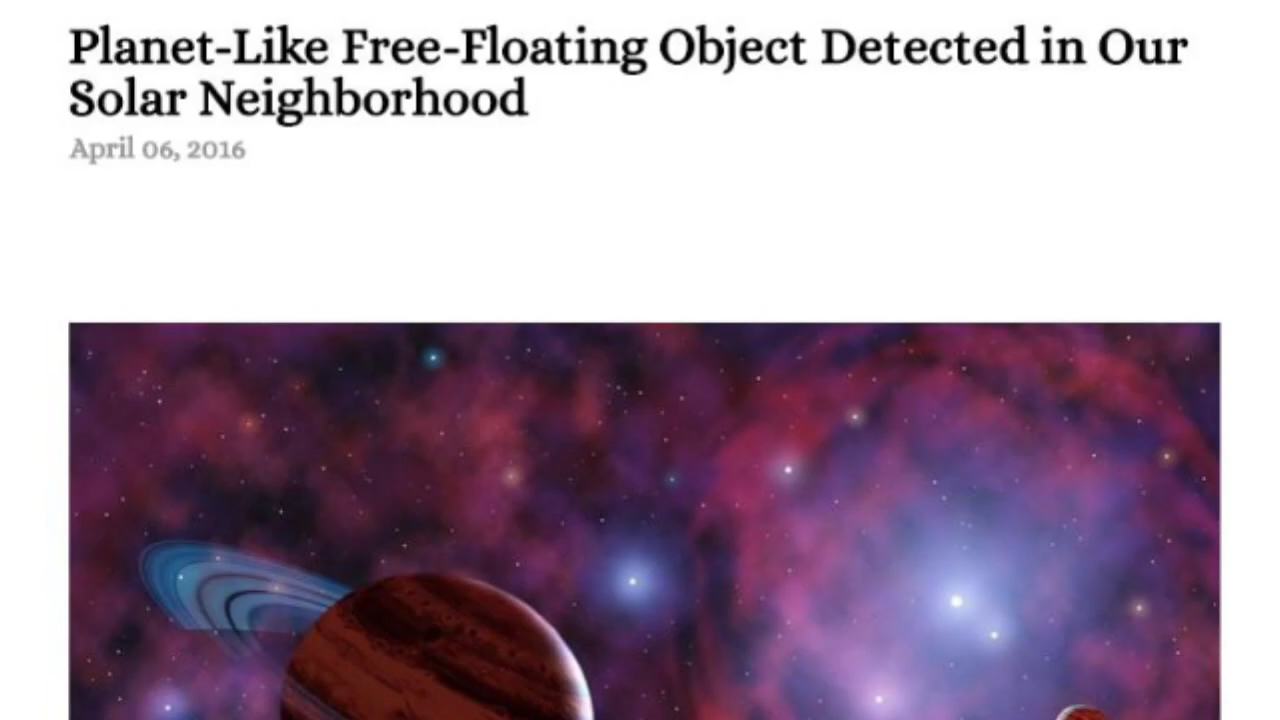 Planet-Like Free-Floating Object Detected in Our
Solar Neighborhood
April 06, 2016